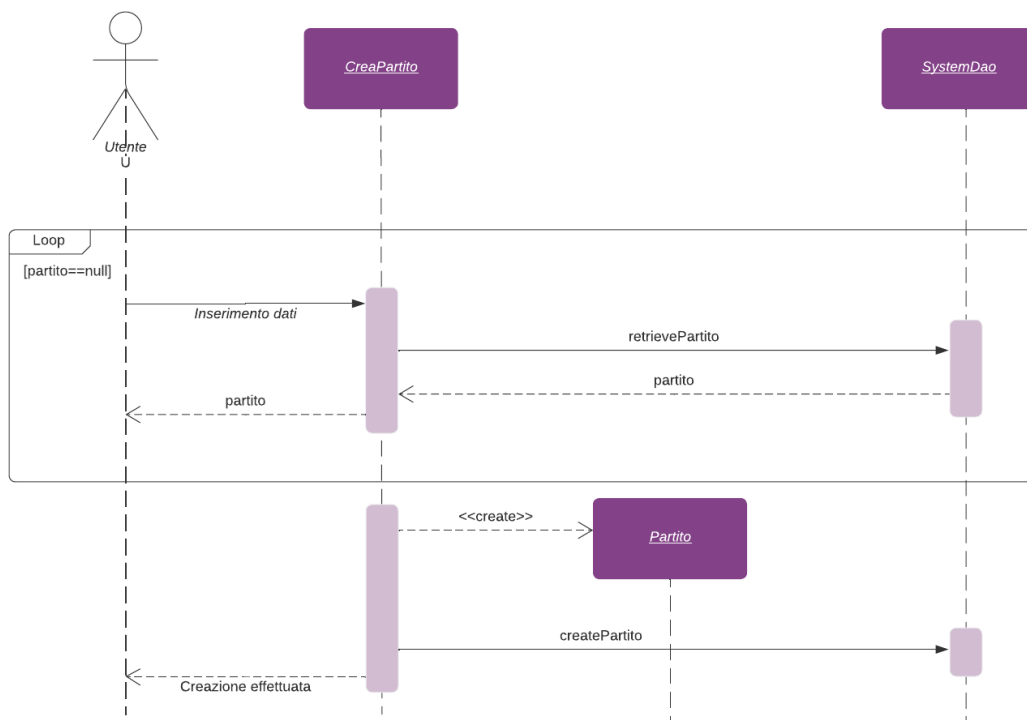 CreaPartito
SystemDao
Utente
U
Loop
[partito==null]
Inserimento dati
retrievePartito
partito
partito
<<create>>
Partito
createPartito
Creazione effettuata